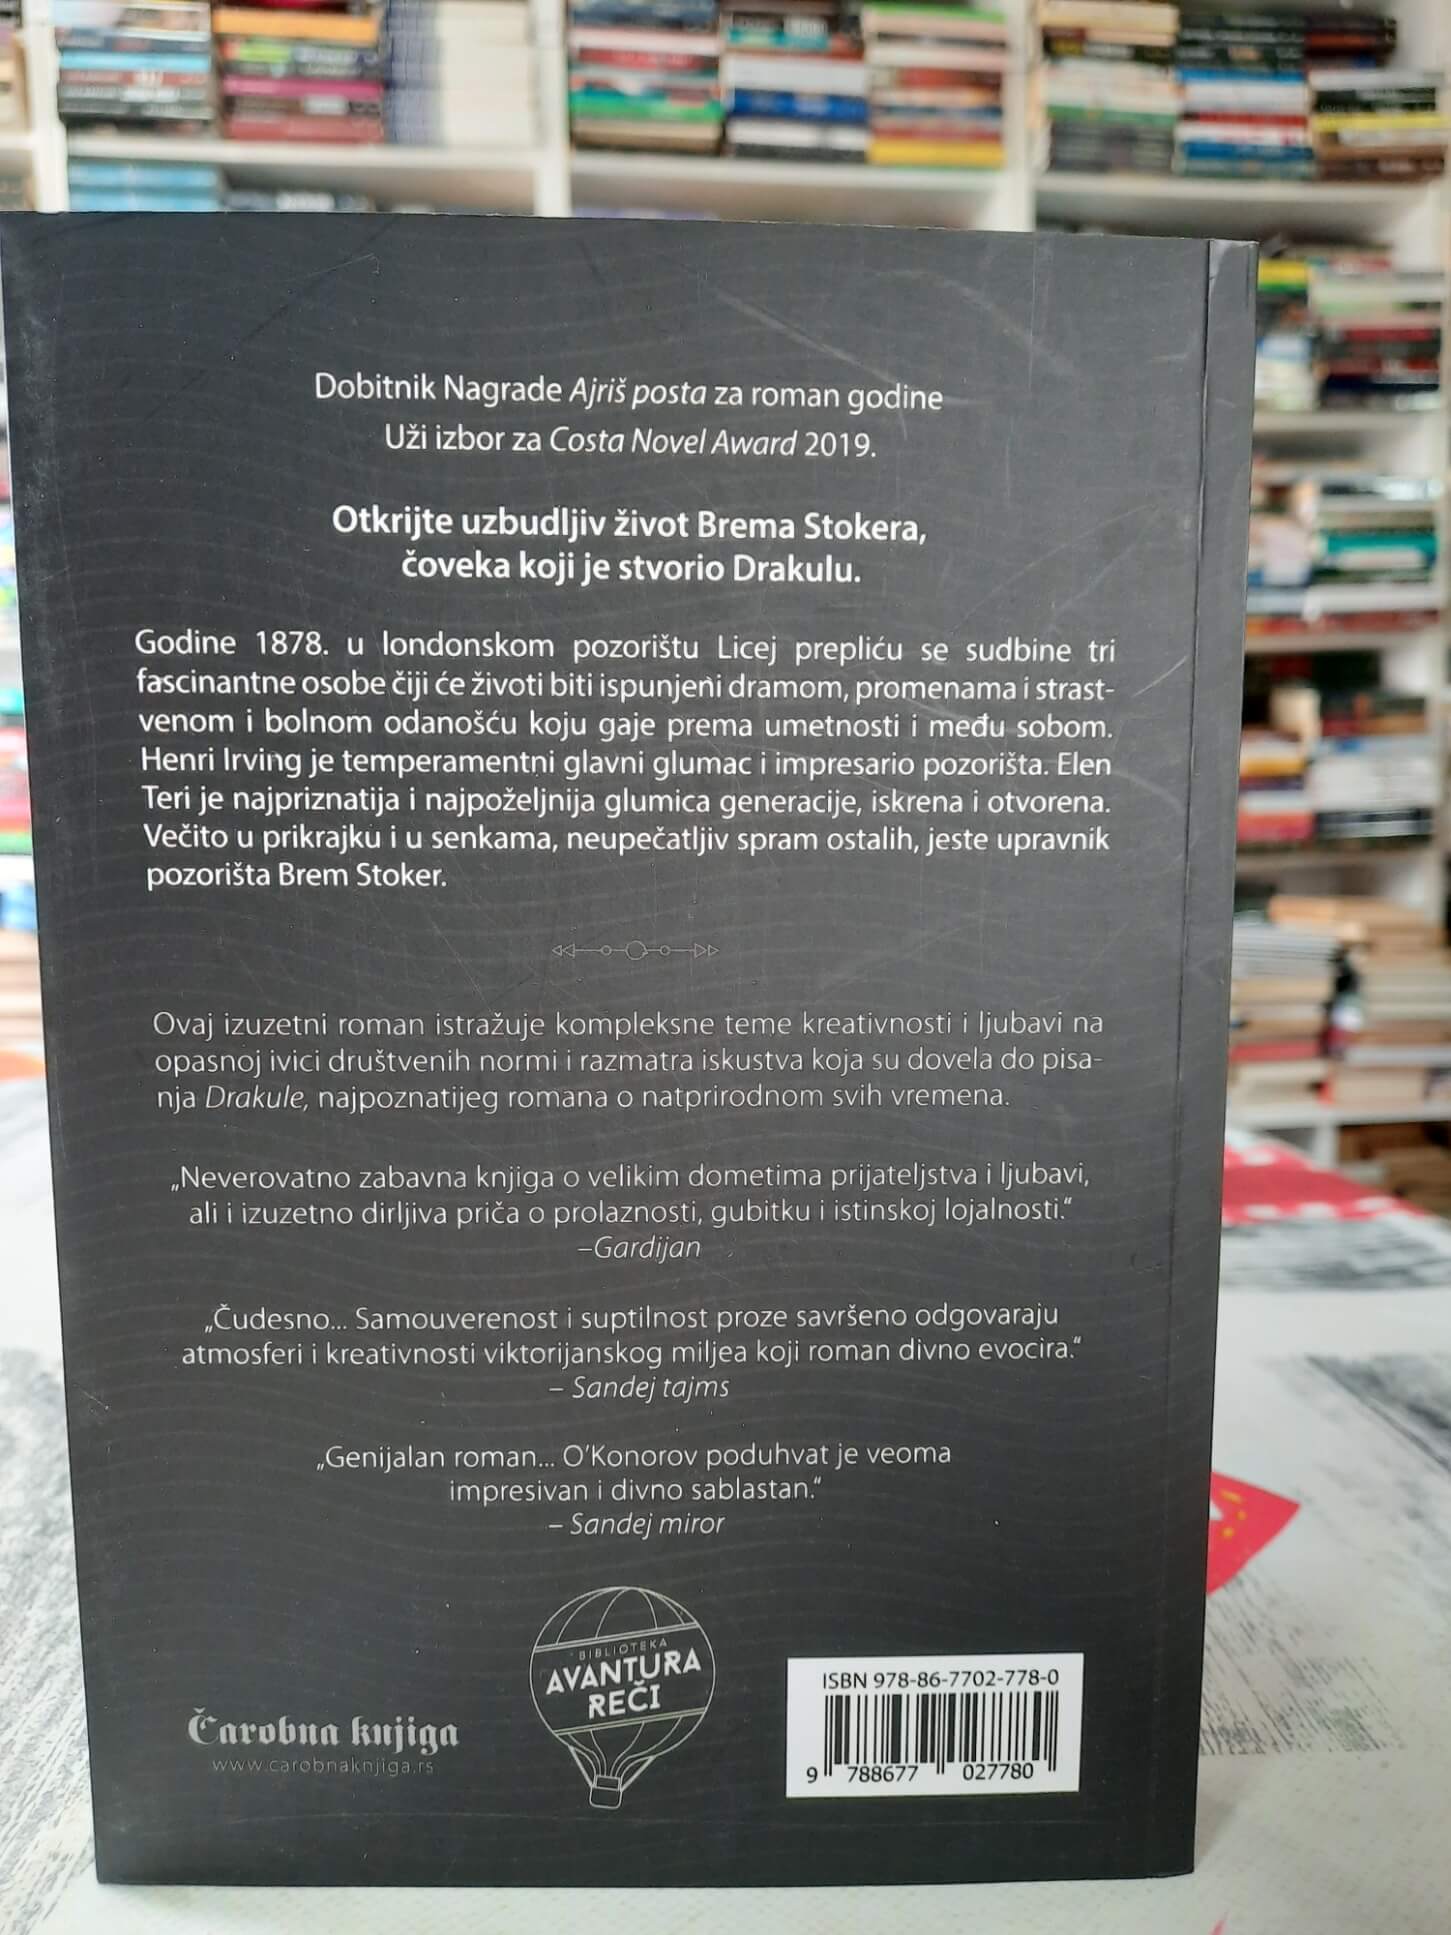 Dobitnik Nagrade Ajriš posta za roman godine
Uži izbor za Costa Novel Award 2019.
Otkrijte uzbudljiv život Brema Stokera,
čoveka koji je stvorio Drakulu.
Godine 1878. u londonskom pozorištu Licej prepliću se sudbine tri
fascinantne osobe čiji će životi biti ispunjeni dramom, promenama i strast-
venom i bolnom odanošću koju gaje prema umetnosti i među sobom.
Henri Irving je temperamentni glavni glumac i impresario pozorišta. Elen
Teri je najpriznatija i najpoželjnija glumica generacije, iskrena i otvorena.
Večito u prikrajku i u senkama, neupečatljiv spram ostalih, jeste upravnik
pozorišta Brem Stoker.
Ovaj izuzetni roman istražuje kompleksne teme kreativnosti i ljubavi na
opasnoj ivici društvenih normi i razmatra iskustva koja su dovela do pisa-
nja Drakule, najpoznatijeg romana o natprirodnom svih vremena.
„Neverovatno zabavna knjiga o velikim dometima prijateljstva i ljubavi,
ali i izuzetno dirljiva priča o prolaznosti, gubitku i istinskoj lojalnosti.“
–Gardijan
„Čudesno... Samouverenost i suptilnost proze savršeno odgovaraju
atmosferi i kreativnosti viktorijanskog miljea koji roman divno evocira.“
– Sandej tajms
„Genijalan roman... O’Konorov poduhvat je veoma
impresivan i divno sablastan.“
– Sandej miror
BIBLIOTEKA
AVANTURA
REČI
Čarobna knjiga
www.carobnaknjiga.rs
ISBN 978-86-7702-778-0
9 788677 027780